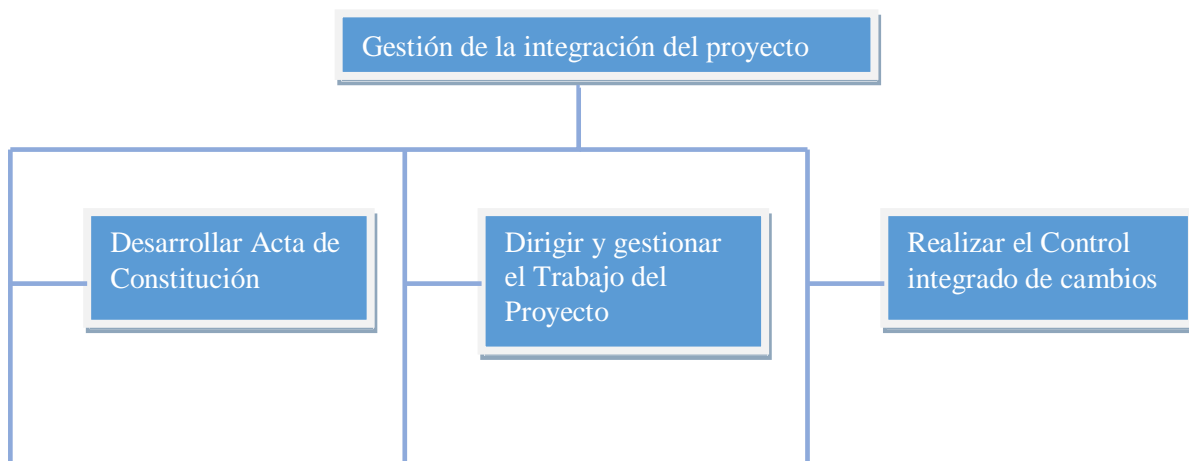 Gestión de la integración del proyecto
Desarrollar Acta de
Constitución
Dirigir y gestionar
el Trabajo del
Proyecto
Realizar el Control
integrado de cambios